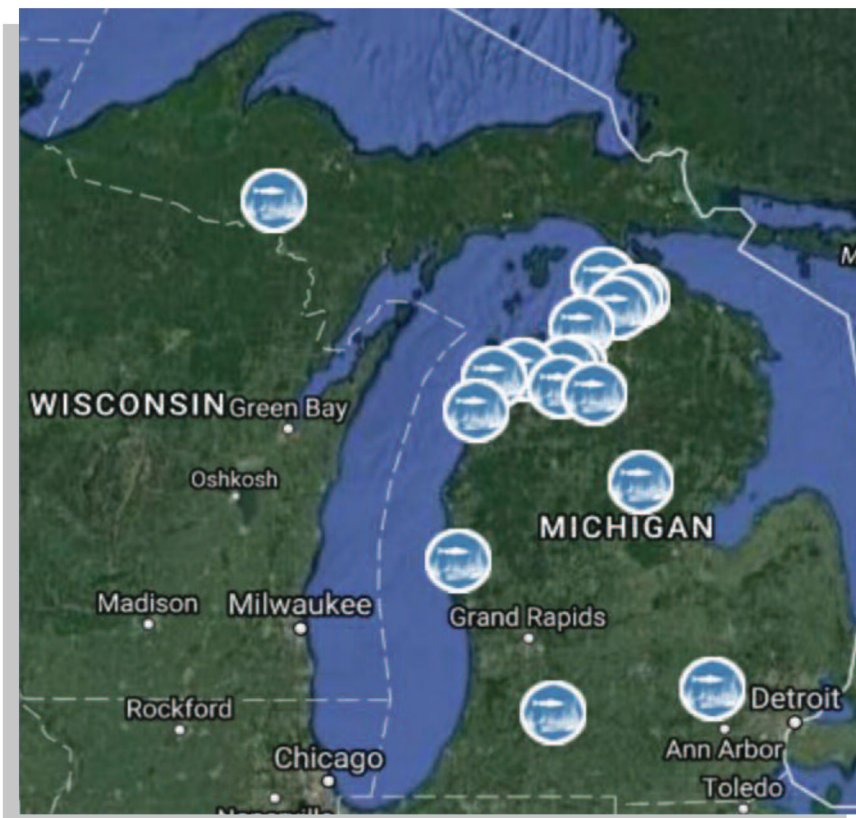 WISCONSIN
Green Bay
Oshkosh
MICHIGAN
Madison
Milwaukee
Grand Rapids
Rockford
Detroit
Ann Arbor
Chicago
Toledo